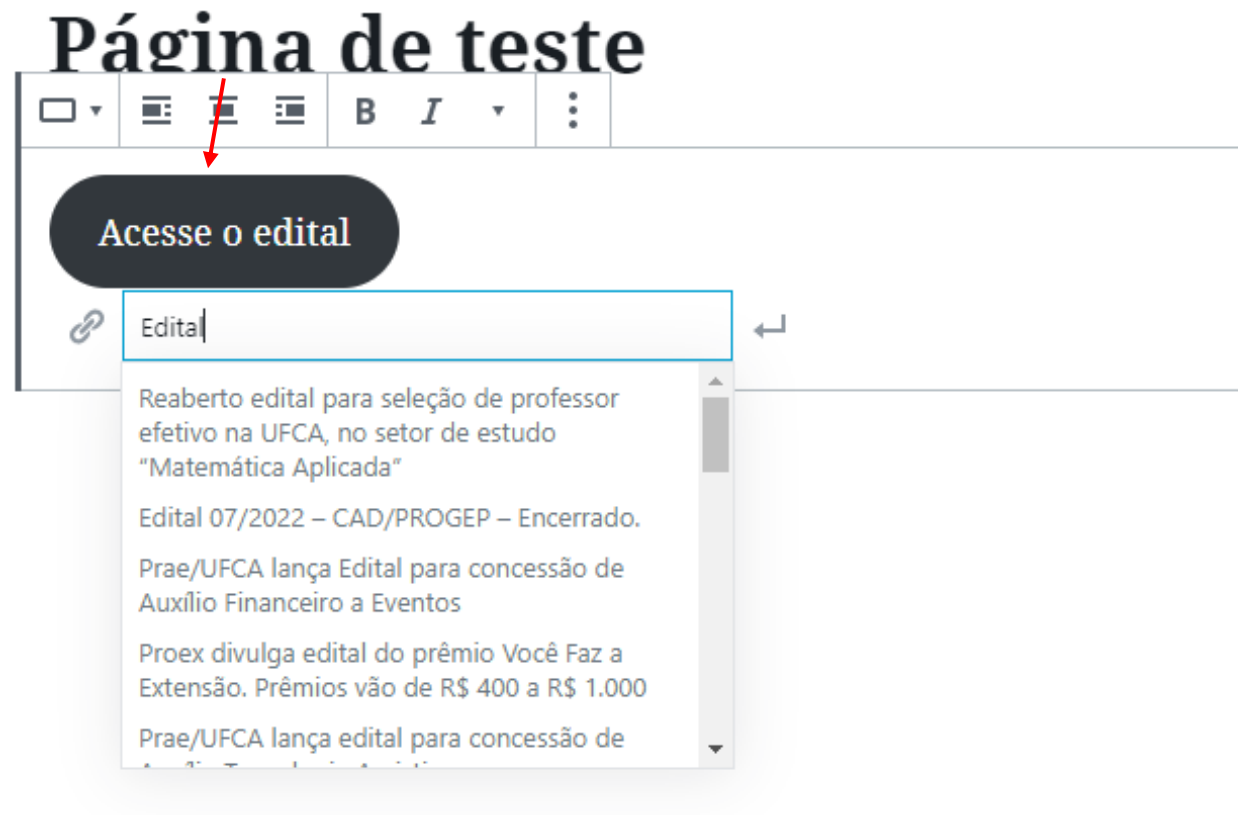 Página de teste
B I
Acesse o edital
Edital
Reaberto edital para seleção de professor
efetivo na UFCA, no setor de estudo
“Matemática Aplicada”
Edital 07/2022 – CAD/PROGEP – Encerrado.
Prae/UFCA lança Edital para concessão de
Auxílio Financeiro a Eventos
Proex divulga edital do prêmio Você Faz a
Extensão. Prêmios vão de R$ 400 a R$ 1.000
Prae/UFCA lança edital para concessão de